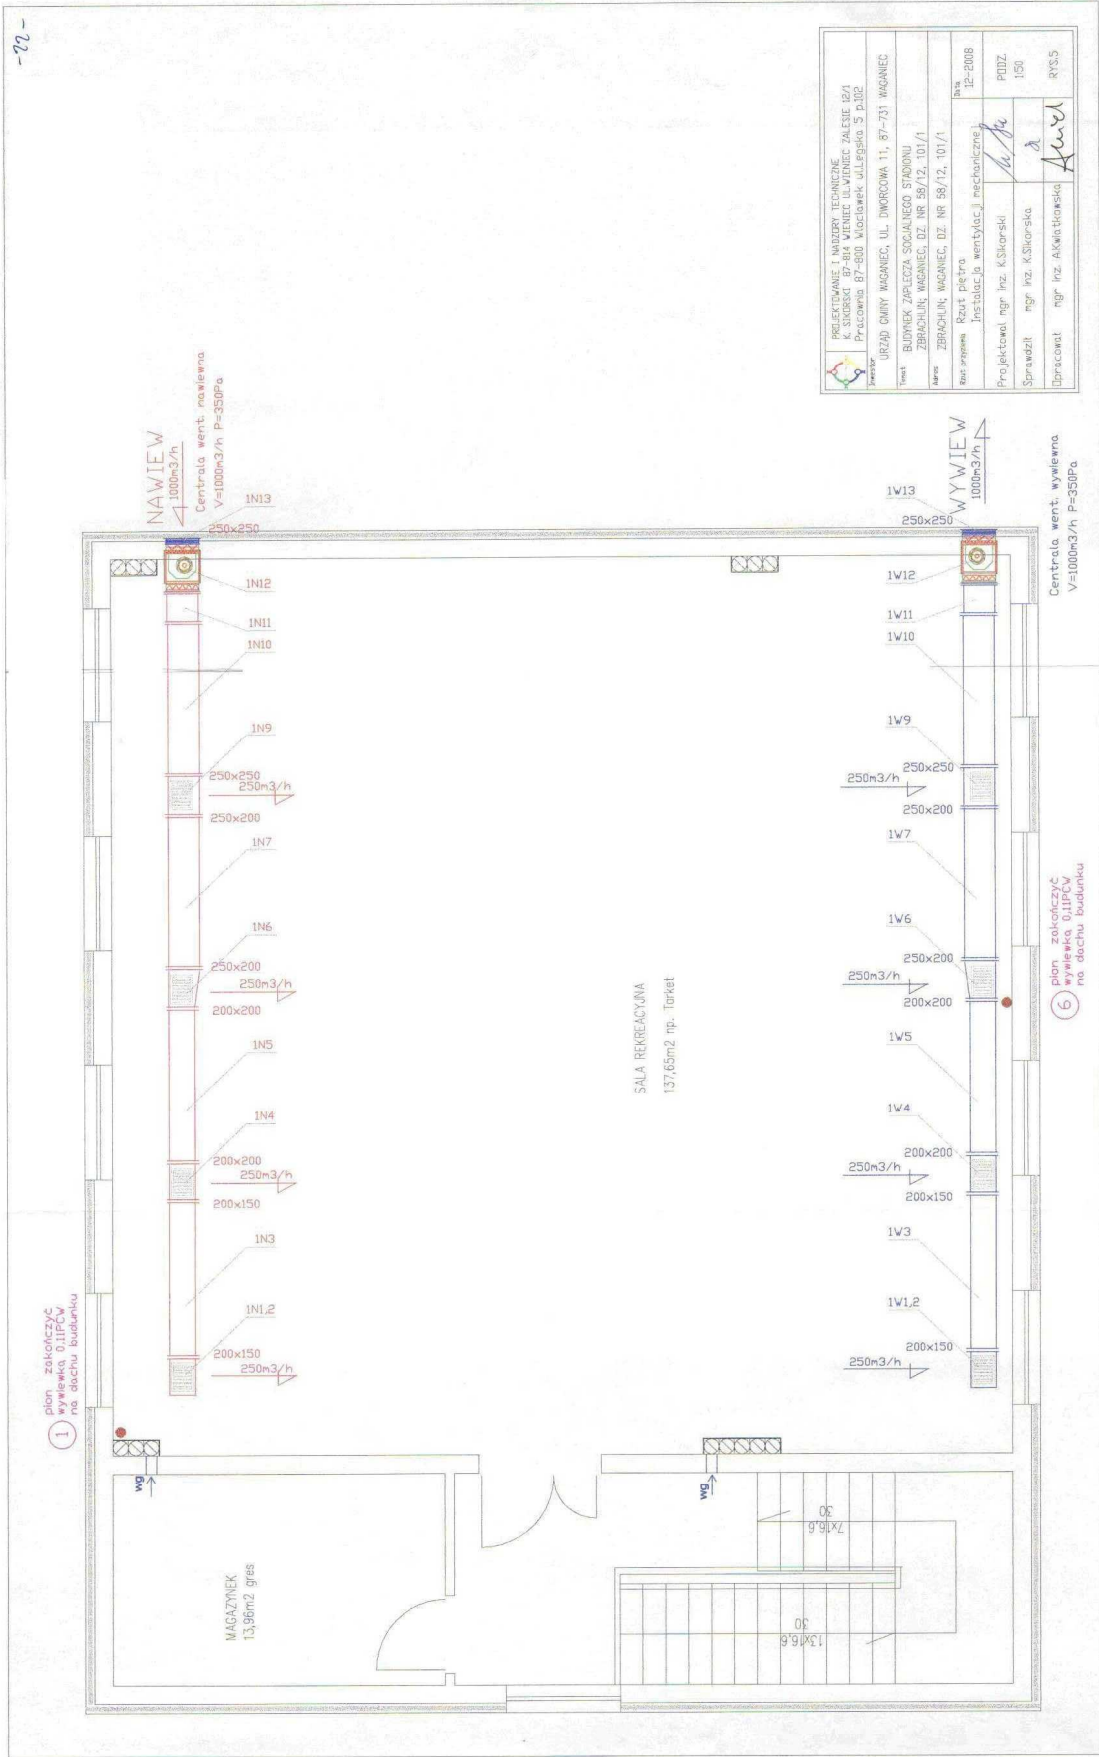 -22-
NAWIEW
1000m3/h
Centrala went. nawiewna
V=1000m3/h P=350Pa
1N13
250x250
1N12
1N11
1N10
1N9
250x250
250m3/h
250x200
1N7
1N6
250x200
250m3/h
200x200
1N5
1N4
200x200
250m3/h
200x150
1N3
1N1,2
200x150
250m3/h
1
pion zakończyć
wywiewką 0,11PCW
na dachu budunku
WYWIEW
1000m3/h
Centrala went. wywiewna
V=1000m3/h P=350Pa
1W13
250x250
1W12
1W11
1W10
1W9
250x250
250m3/h
250x200
1W7
1W6
250x200
250m3/h
200x200
1W5
1W4
200x200
250m3/h
200x150
1W3
1W1,2
200x150
250m3/h
6
pion zakończyć
wywiewką 0,11PCW
na dachu budunku
SALA REKREACYJNA
137,65m2 np. Tarket
MAGAZYNEK
13,96m2 gres
wg
wg
30
7x16,6
30
13x16,6
PROJEKTOWANIE I NADZORY TECHNICZNE
K. SIKORSKI 87-814 WIENIEC UL.WIENIEC ZALESIE 12/1
Pracownia 87-800 Włocławek ul.Łęgska 5 p.102
Inwestor
URZĄD GMINY WAGANIEC, UL. DWORCOWA 11, 87-731 WAGANIEC
Temat
BUDYNEK ZAPLECZA SOCJALNEGO STADIONU
ZBRACHLIN; WAGANIEC, DZ. NR 58/12, 101/1
Adres
ZBRACHLIN; WAGANIEC, DZ. NR 58/12, 101/1
Rzut piętra
Instalacja wentylacji mechanicznej
Data
12-2008
Projektował mgr inż. K.Sikorski
PODZ.
1:50
Sprawdził mgr inż. K.Sikorska
Opracował mgr inż. A.Kwiatkowska
RYS.5